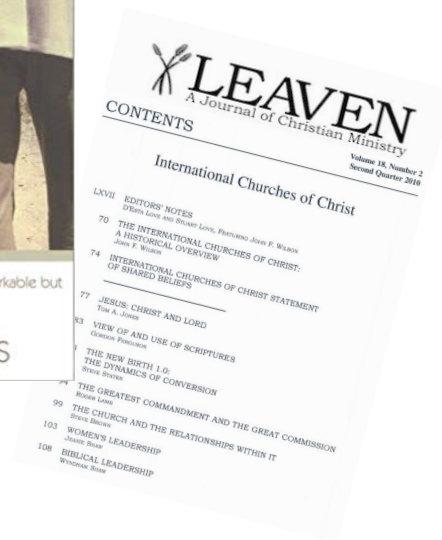 rkable but
S
LEAVEN
A Journal of Christian Ministry
CONTENTS
Volume 18, Number 2
Second Quarter 2010
International Churches of Christ
LXVII EDITORS' NOTES
D'Esta Love and Stuart Love, Featuring John F. Wilson
70 THE INTERNATIONAL CHURCHES OF CHRIST:
A HISTORICAL OVERVIEW
John F. Wilson
74 INTERNATIONAL CHURCHES OF CHRIST STATEMENT
OF SHARED BELIEFS
77 JESUS: CHRIST AND LORD
Tom A. Jones
83 VIEW OF AND USE OF SCRIPTURES
Gordon Ferguson
THE NEW BIRTH 1.0:
THE DYNAMICS OF CONVERSION
Steve Staten
THE GREATEST COMMANDMENT AND THE GREAT COMMISSION
Roger Lamb
99 THE CHURCH AND THE RELATIONSHIPS WITHIN IT
Steve Brown
103 WOMEN'S LEADERSHIP
Jeanie Shaw
108 BIBLICAL LEADERSHIP
Wyndham Shaw